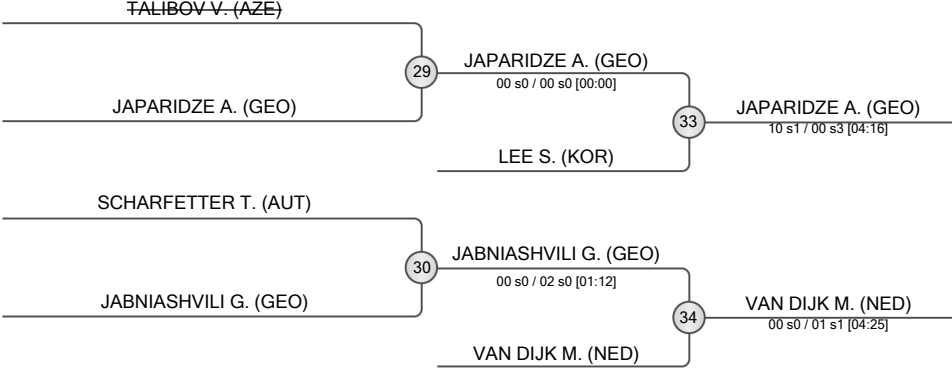 TALIBOV V. (AZE)
29
JAPARIDZE A. (GEO)
00 s0 / 00 s0 [00:00]
JAPARIDZE A. (GEO)
33
JAPARIDZE A. (GEO)
10 s1 / 00 s3 [04:16]
LEE S. (KOR)
SCHARFETTER T. (AUT)
30
JABNIASHVILI G. (GEO)
00 s0 / 02 s0 [01:12]
JABNIASHVILI G. (GEO)
34
VAN DIJK M. (NED)
00 s0 / 01 s1 [04:25]
VAN DIJK M. (NED)